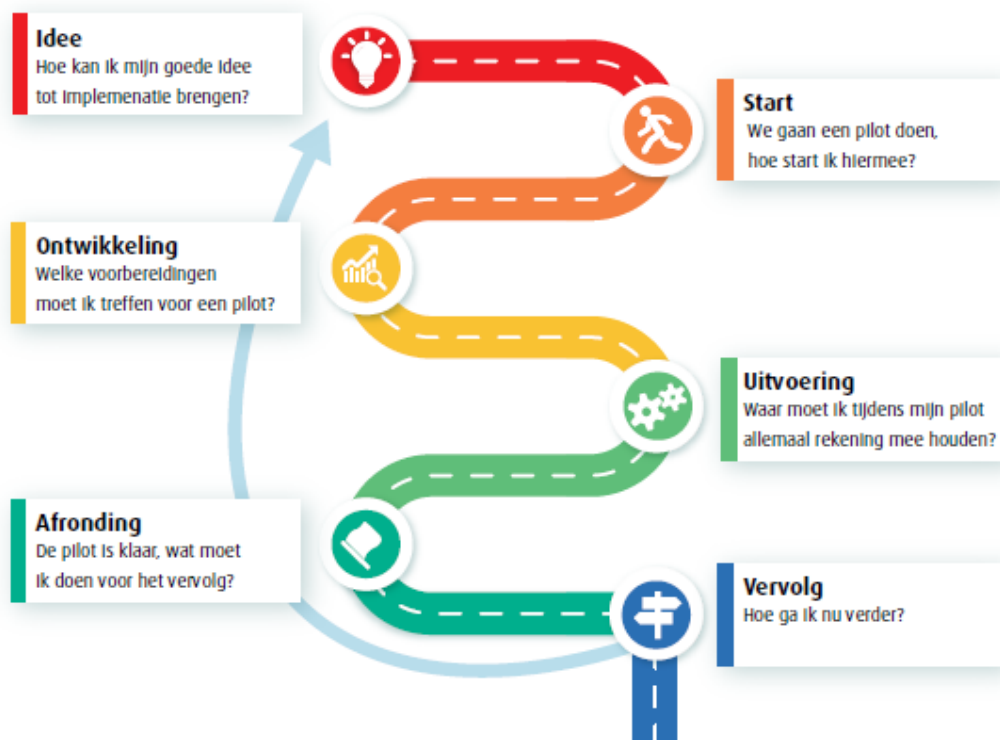 Idee
Hoe kan ik mijn goede idee
tot implemenatie brengen?
Start
We gaan een pilot doen,
hoe start ik hiermee?
Ontwikkeling
Welke voorbereidingen
moet ik treffen voor een pilot?
Uitvoering
Waar moet ik tijdens mijn pilot
allemaal rekening mee houden?
Afronding
De pilot is klaar, wat moet
ik doen voor het vervolg?
Vervolg
Hoe ga ik nu verder?